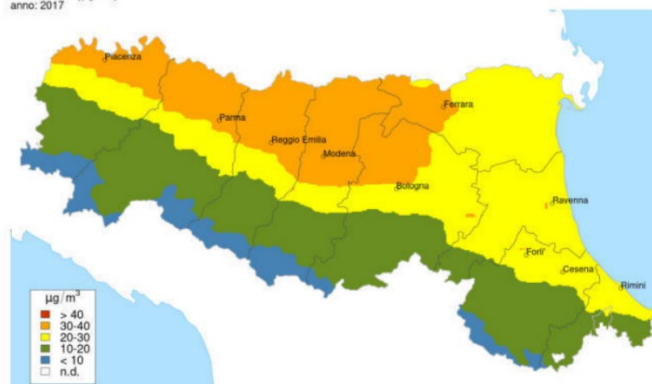 anno: 2017
Piacenza
Parma
Reggio Emilia
Modena
Ferrara
Bologna
Ravenna
Forlì
Cesena
Rimini
µg/m³
> 40
30-40
20-30
10-20
< 10
n.d.